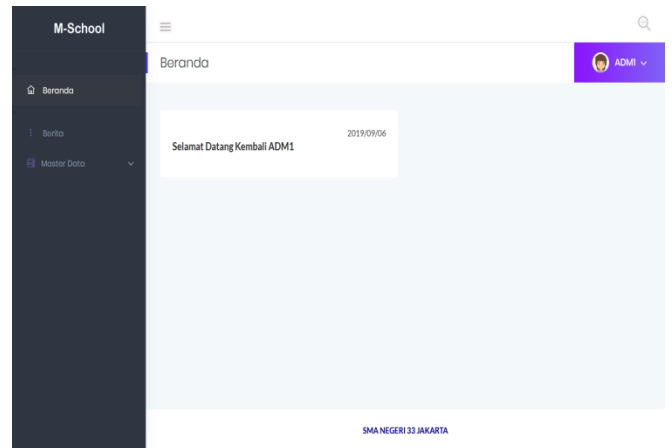 M-School
Beranda
ADMI
Beranda
Berita
Master Data
2019/09/06
Selamat Datang Kembali ADM1
SMA NEGERI 33 JAKARTA